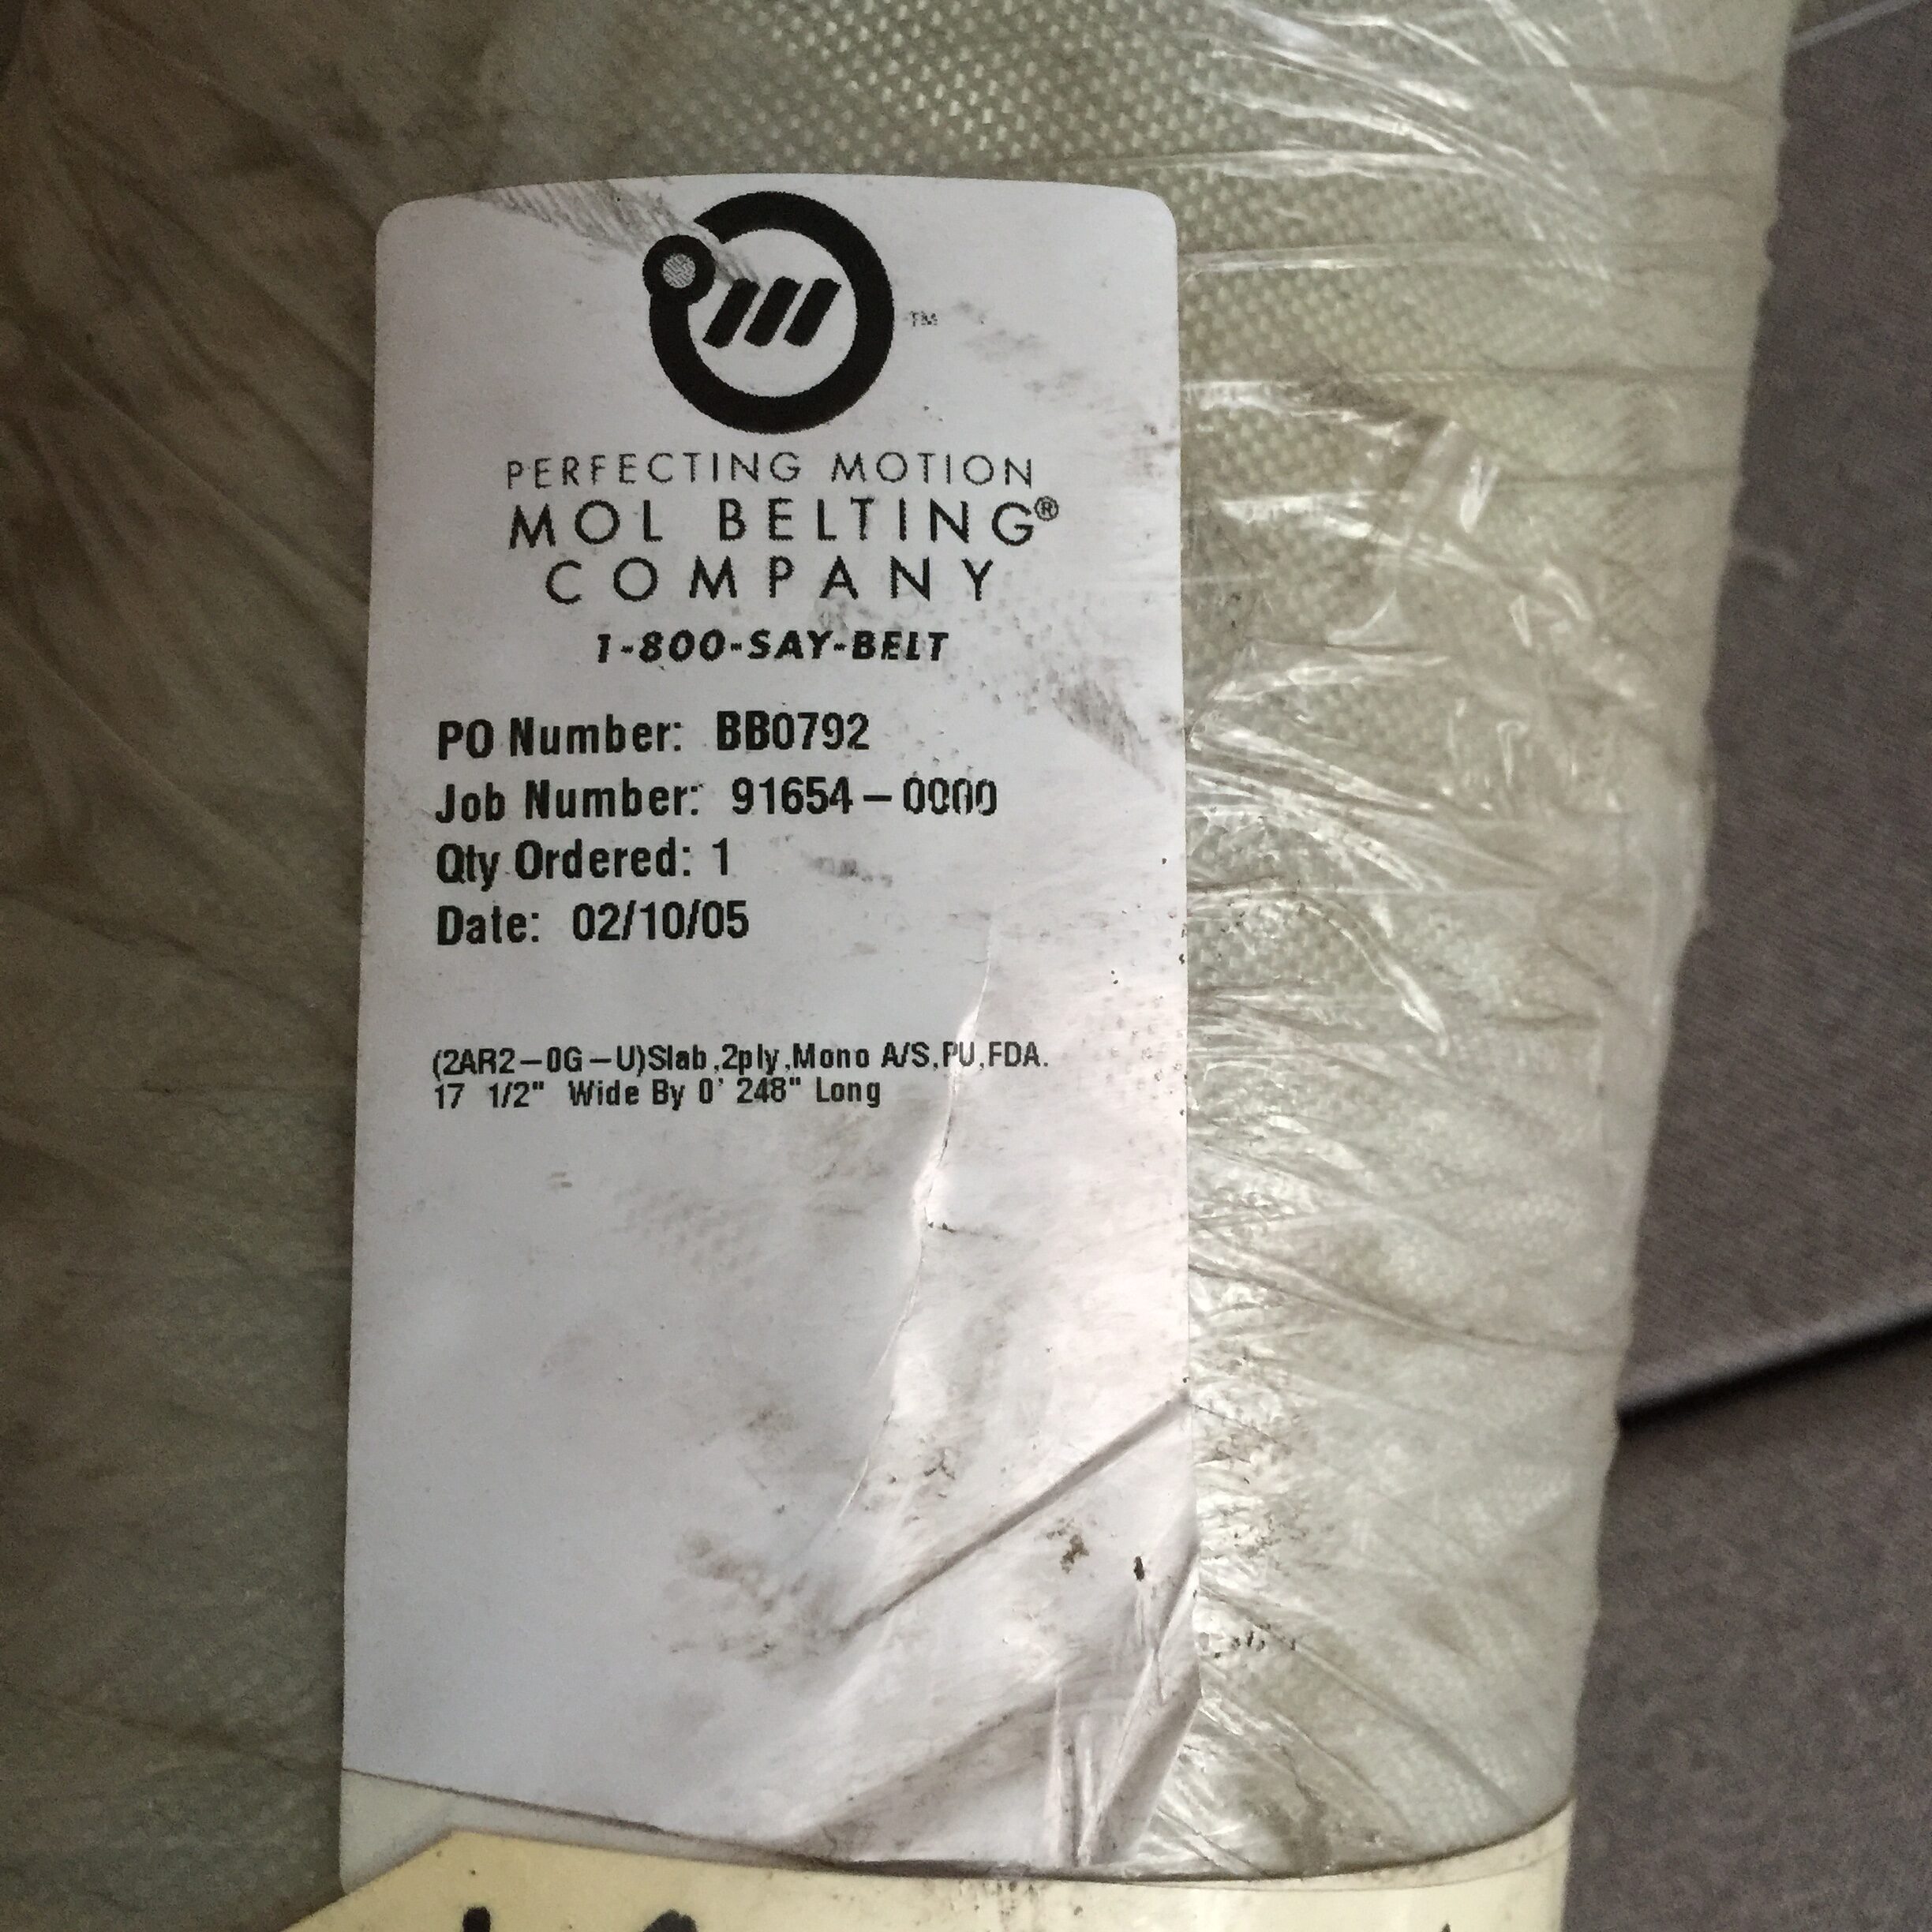 TM
PERFECTING MOTION
MOL BELTING®
COMPANY
1-800-SAY-BELT
PO Number: BB0792
Job Number: 91654-0000
Qty Ordered: 1
Date: 02/10/05
(2AR2-0G-U)Slab,2ply,Mono A/S,PU,FDA.
17 1/2" Wide By 0' 248" Long